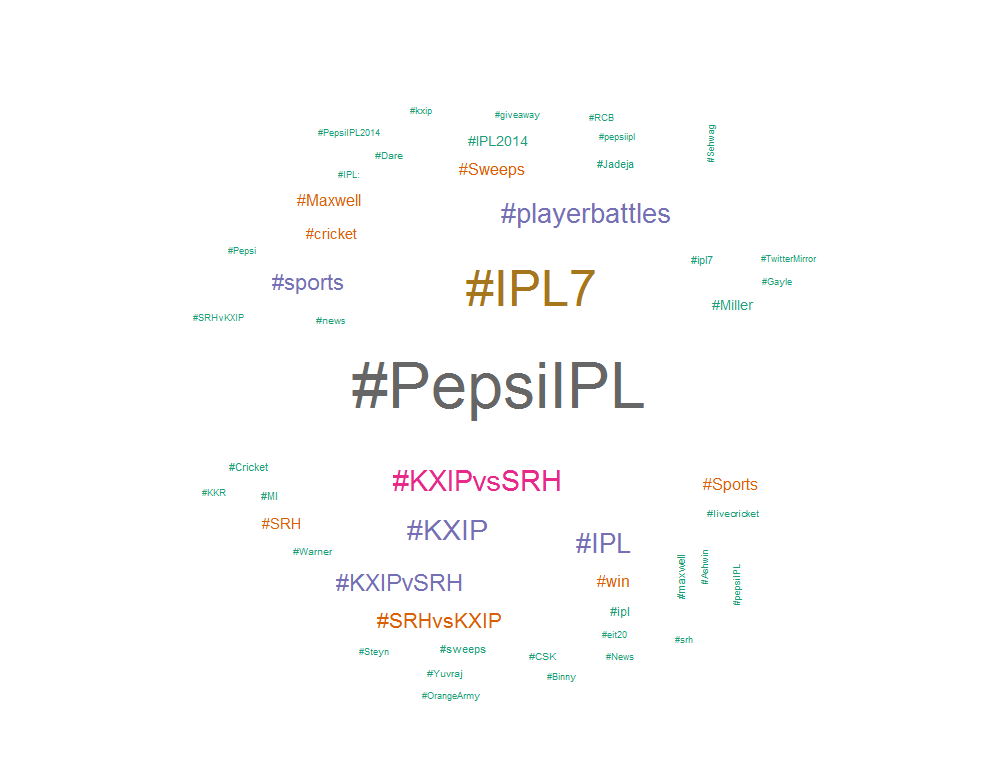 #kxip
#giveaway
#RCB
#PepsiIPL2014
#IPL2014
#pepsiipl
#Sehwag
#Dare
#Sweeps
#Jadeja
#IPL:
#Maxwell
#playerbattles
#cricket
#Pepsi
#ipl7
#TwitterMirror
#sports
#IPL7
#Gayle
#Miller
#SRHvKXIP
#news
#PepsiIPL
#Cricket
#KXIPvsSRH
#Sports
#KKR
#MI
#livecricket
#SRH
#KXIP
#IPL
#Warner
#maxwell
#Ashwin
#pepsiIPL
#KXIPvSRH
#win
#SRHvsKXIP
#ipl
#eit20
#srh
#Steyn
#sweeps
#CSK
#News
#Yuvraj
#Binny
#OrangeArmy